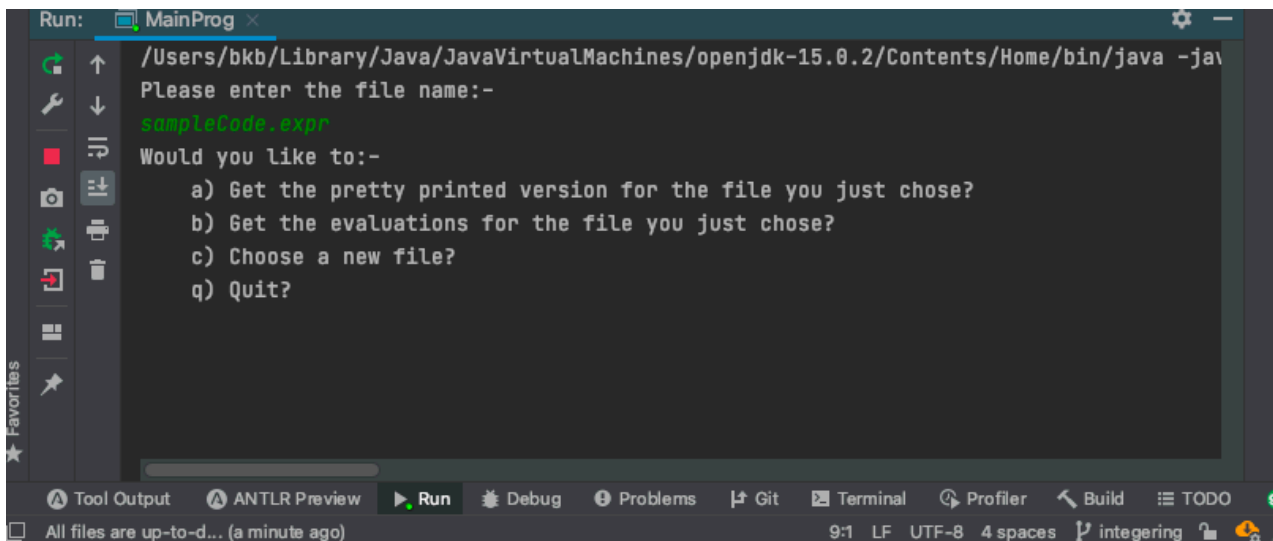 Run: MainProg
/Users/bkb/Library/Java/JavaVirtualMachines/openjdk-15.0.2/Contents/Home/bin/java -jav
Please enter the file name:-
sampleCode.expr
Would you like to:-
a) Get the pretty printed version for the file you just chose?
b) Get the evaluations for the file you just chose?
c) Choose a new file?
q) Quit?
Favorites
Tool Output ANTLR Preview Run Debug Problems Git Terminal Profiler Build TODO
All files are up-to-d... (a minute ago) 9:1 LF UTF-8 4 spaces integering